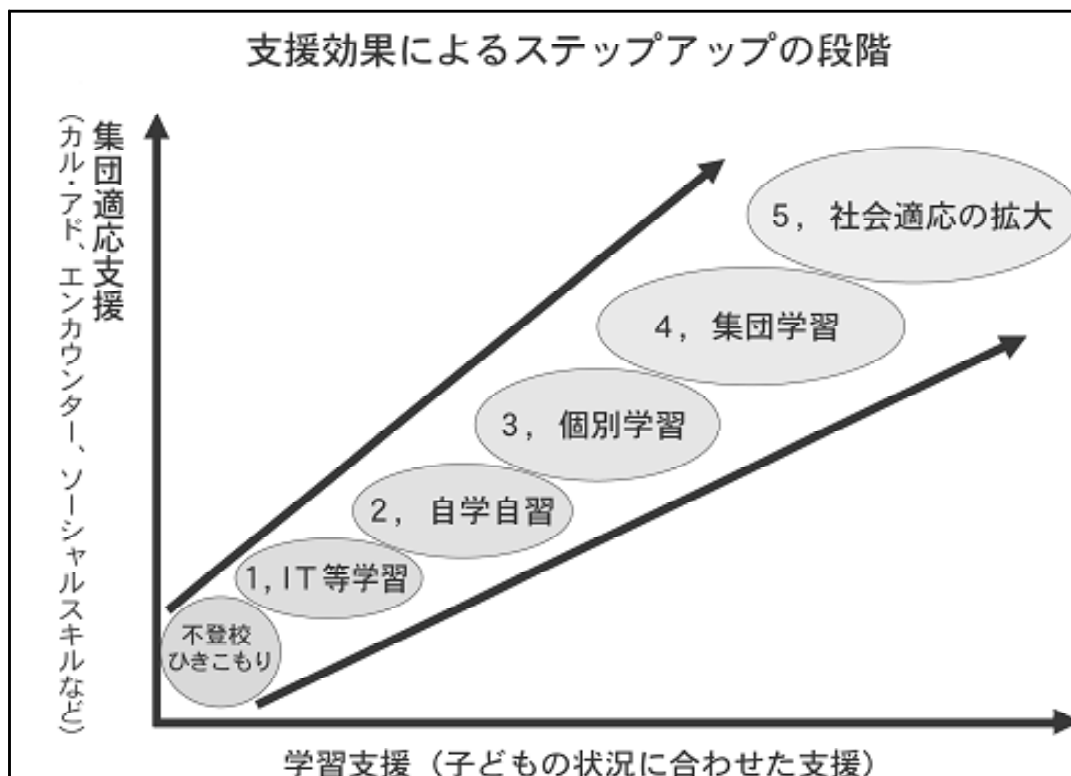 支援効果によるステップアップの段階
集団適応支援
（カル・アド、エンカウンター、ソーシャルスキルなど）
5，社会適応の拡大
4，集団学習
3，個別学習
2，自学自習
1,IT等学習
不登校
ひきこもり
学習支援（子どもの状況に合わせた支援）